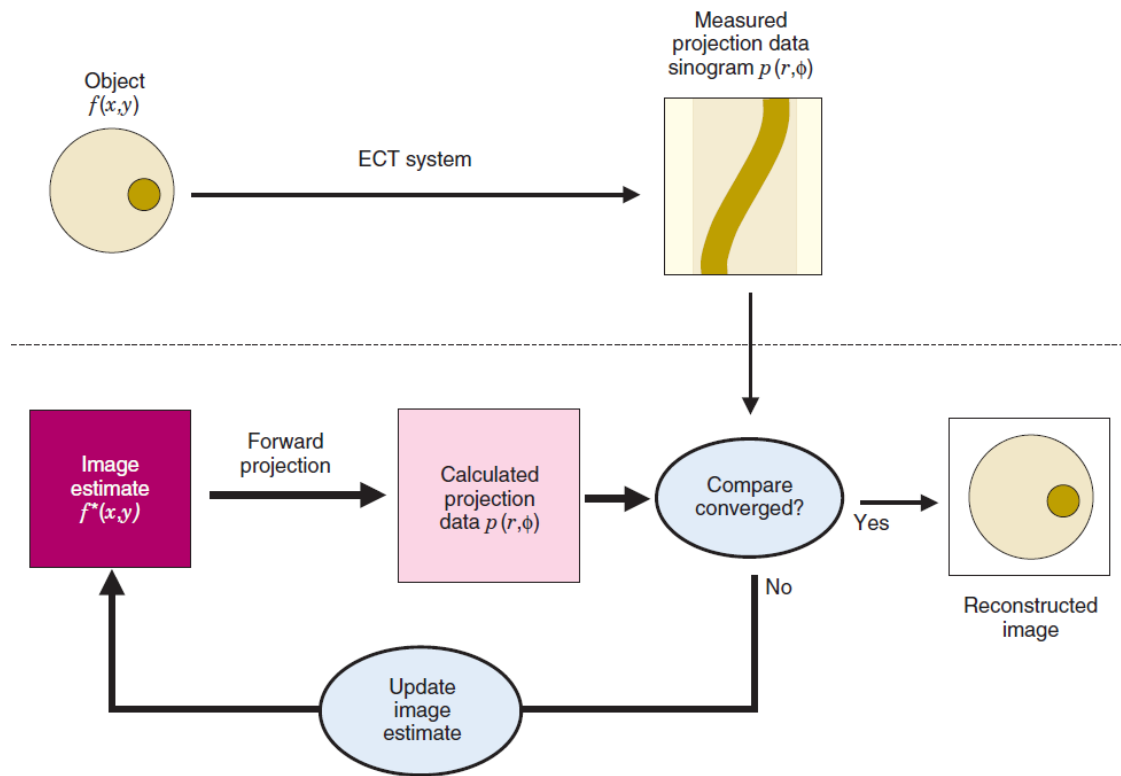 Measured
projection data
sinogram p(r,ϕ)
Object
f(x,y)
ECT system
Image
estimate
f*(x,y)
Forward
projection
Calculated
projection
data p(r,ϕ)
Compare
converged?
Yes
No
Reconstructed
image
Update
image
estimate